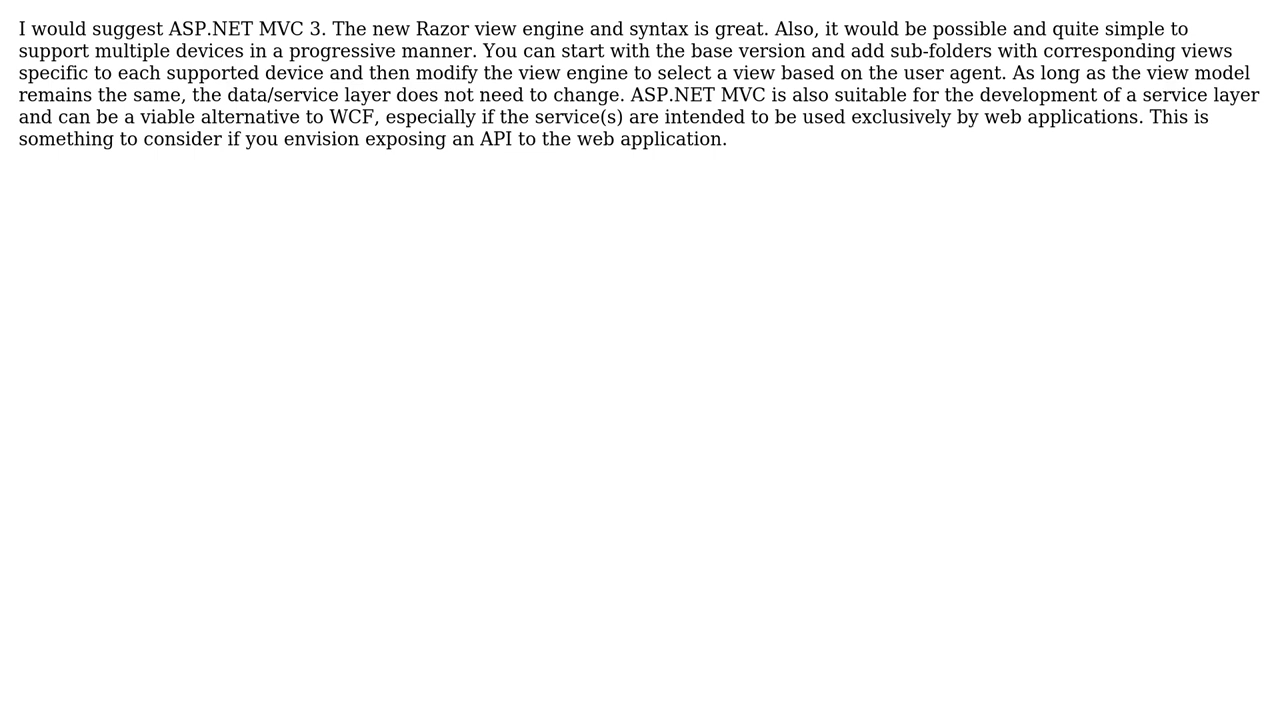 I would suggest ASP.NET MVC 3. The new Razor view engine and syntax is great. Also, it would be possible and quite simple to
support multiple devices in a progressive manner. You can start with the base version and add sub-folders with corresponding views
specific to each supported device and then modify the view engine to select a view based on the user agent. As long as the view model
remains the same, the data/service layer does not need to change. ASP.NET MVC is also suitable for the development of a service layer
and can be a viable alternative to WCF, especially if the service(s) are intended to be used exclusively by web applications. This is
something to consider if you envision exposing an API to the web application.